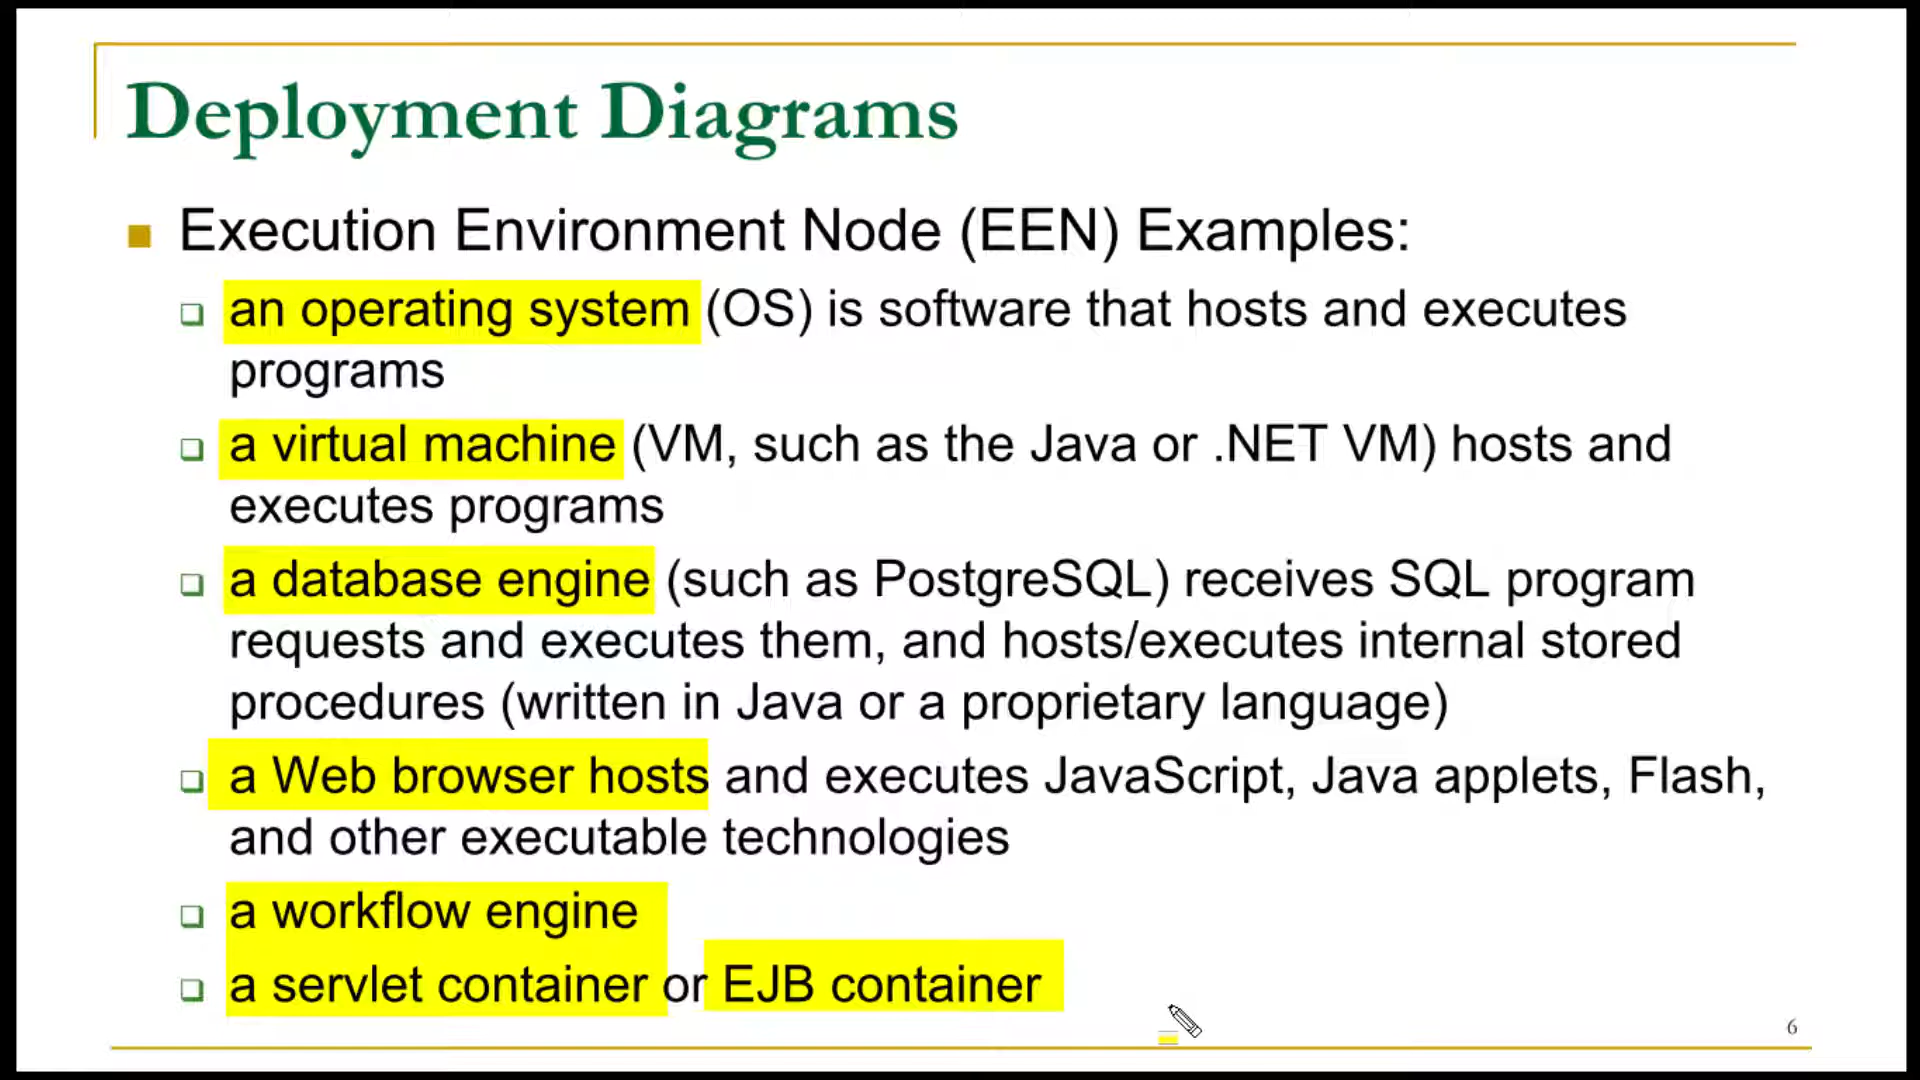 Deployment Diagrams
Execution Environment Node (EEN) Examples:
an operating system (OS) is software that hosts and executes
programs
a virtual machine (VM, such as the Java or .NET VM) hosts and
executes programs
a database engine (such as PostgreSQL) receives SQL program
requests and executes them, and hosts/executes internal stored
procedures (written in Java or a proprietary language)
a Web browser hosts and executes JavaScript, Java applets, Flash,
and other executable technologies
a workflow engine
a servlet container or EJB container
6